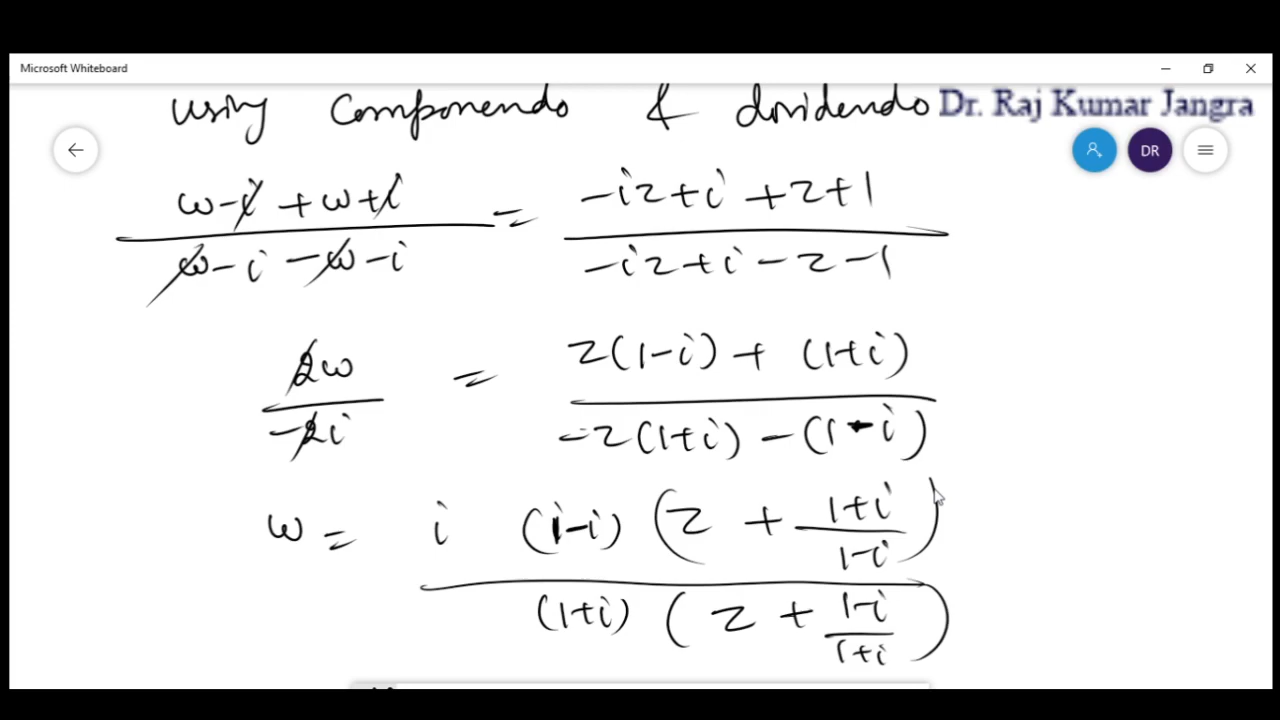 Microsoft Whiteboard
using Componendo & dividendo Dr. Raj Kumar Jangra
DR
(ω-i+ω+i)/(ω-i-ω-i) = (-iz+i+z+1)/(-iz+i-z-1)
2ω/-2i = (z(1-i)+(1+i))/(-z(1+i)-(1-i))
ω = i (1-i)(z+(1+i)/(1-i))/((1+i)(z+(1-i)/(1+i)))